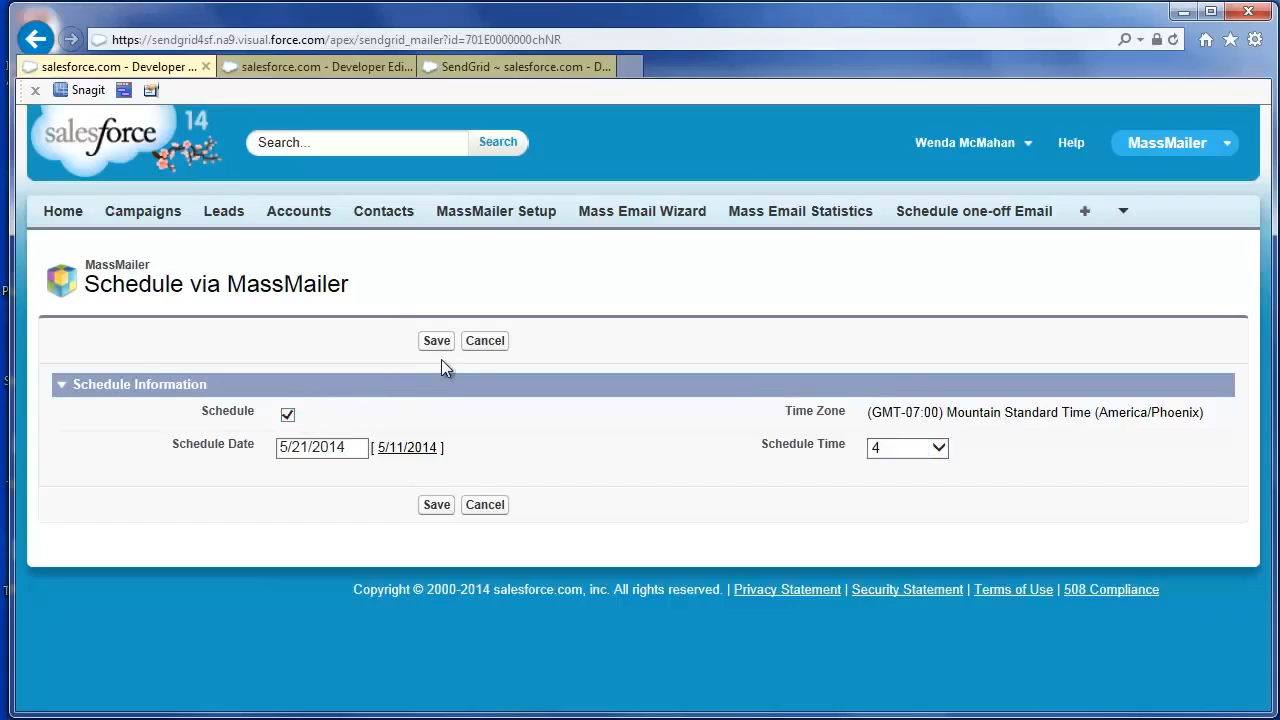 https://sendgrid4sf.na9.visual.force.com/apex/sendgrid_mailer?id=701E0000000chNR
salesforce.com - Developer ... salesforce.com - Developer Edi... SendGrid ~ salesforce.com - D...
Snagit
salesforce 14 Search... Search Wenda McMahan Help MassMailer
Home Campaigns Leads Accounts Contacts MassMailer Setup Mass Email Wizard Mass Email Statistics Schedule one-off Email
MassMailer
Schedule via MassMailer
Save Cancel
Schedule Information
Schedule Time Zone (GMT-07:00) Mountain Standard Time (America/Phoenix)
Schedule Date 5/21/2014 [ 5/11/2014 ] Schedule Time 4
Save Cancel
Copyright © 2000-2014 salesforce.com, inc. All rights reserved. | Privacy Statement | Security Statement | Terms of Use | 508 Compliance